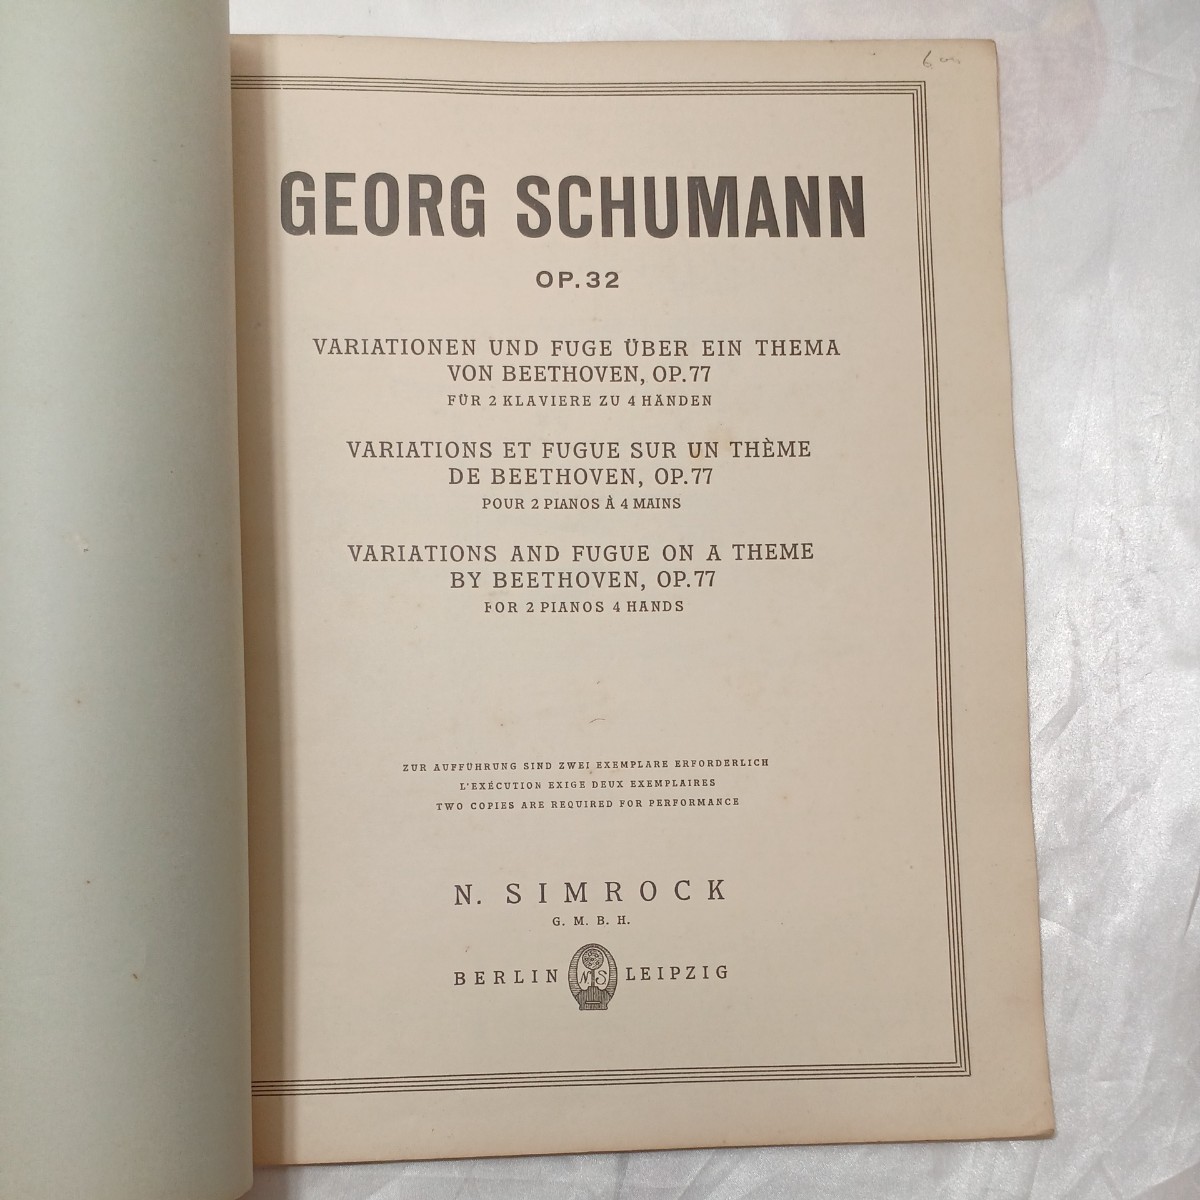 GEORG SCHUMANN
OP. 32
VARIATIONEN UND FUGE ÜBER EIN THEMA
VON BEETHOVEN, OP. 77
FÜR 2 KLAVIERE ZU 4 HÄNDEN
VARIATIONS ET FUGUE SUR UN THÈME
DE BEETHOVEN, OP. 77
POUR 2 PIANOS À 4 MAINS
VARIATIONS AND FUGUE ON A THEME
BY BEETHOVEN, OP. 77
FOR 2 PIANOS 4 HANDS
ZUR AUFFÜHRUNG SIND ZWEI EXEMPLARE ERFORDERLICH
L'EXÉCUTION EXIGE DEUX EXEMPLAIRES
TWO COPIES ARE REQUIRED FOR PERFORMANCE
N. SIMROCK
G. M. B. H.
BERLIN N S LEIPZIG